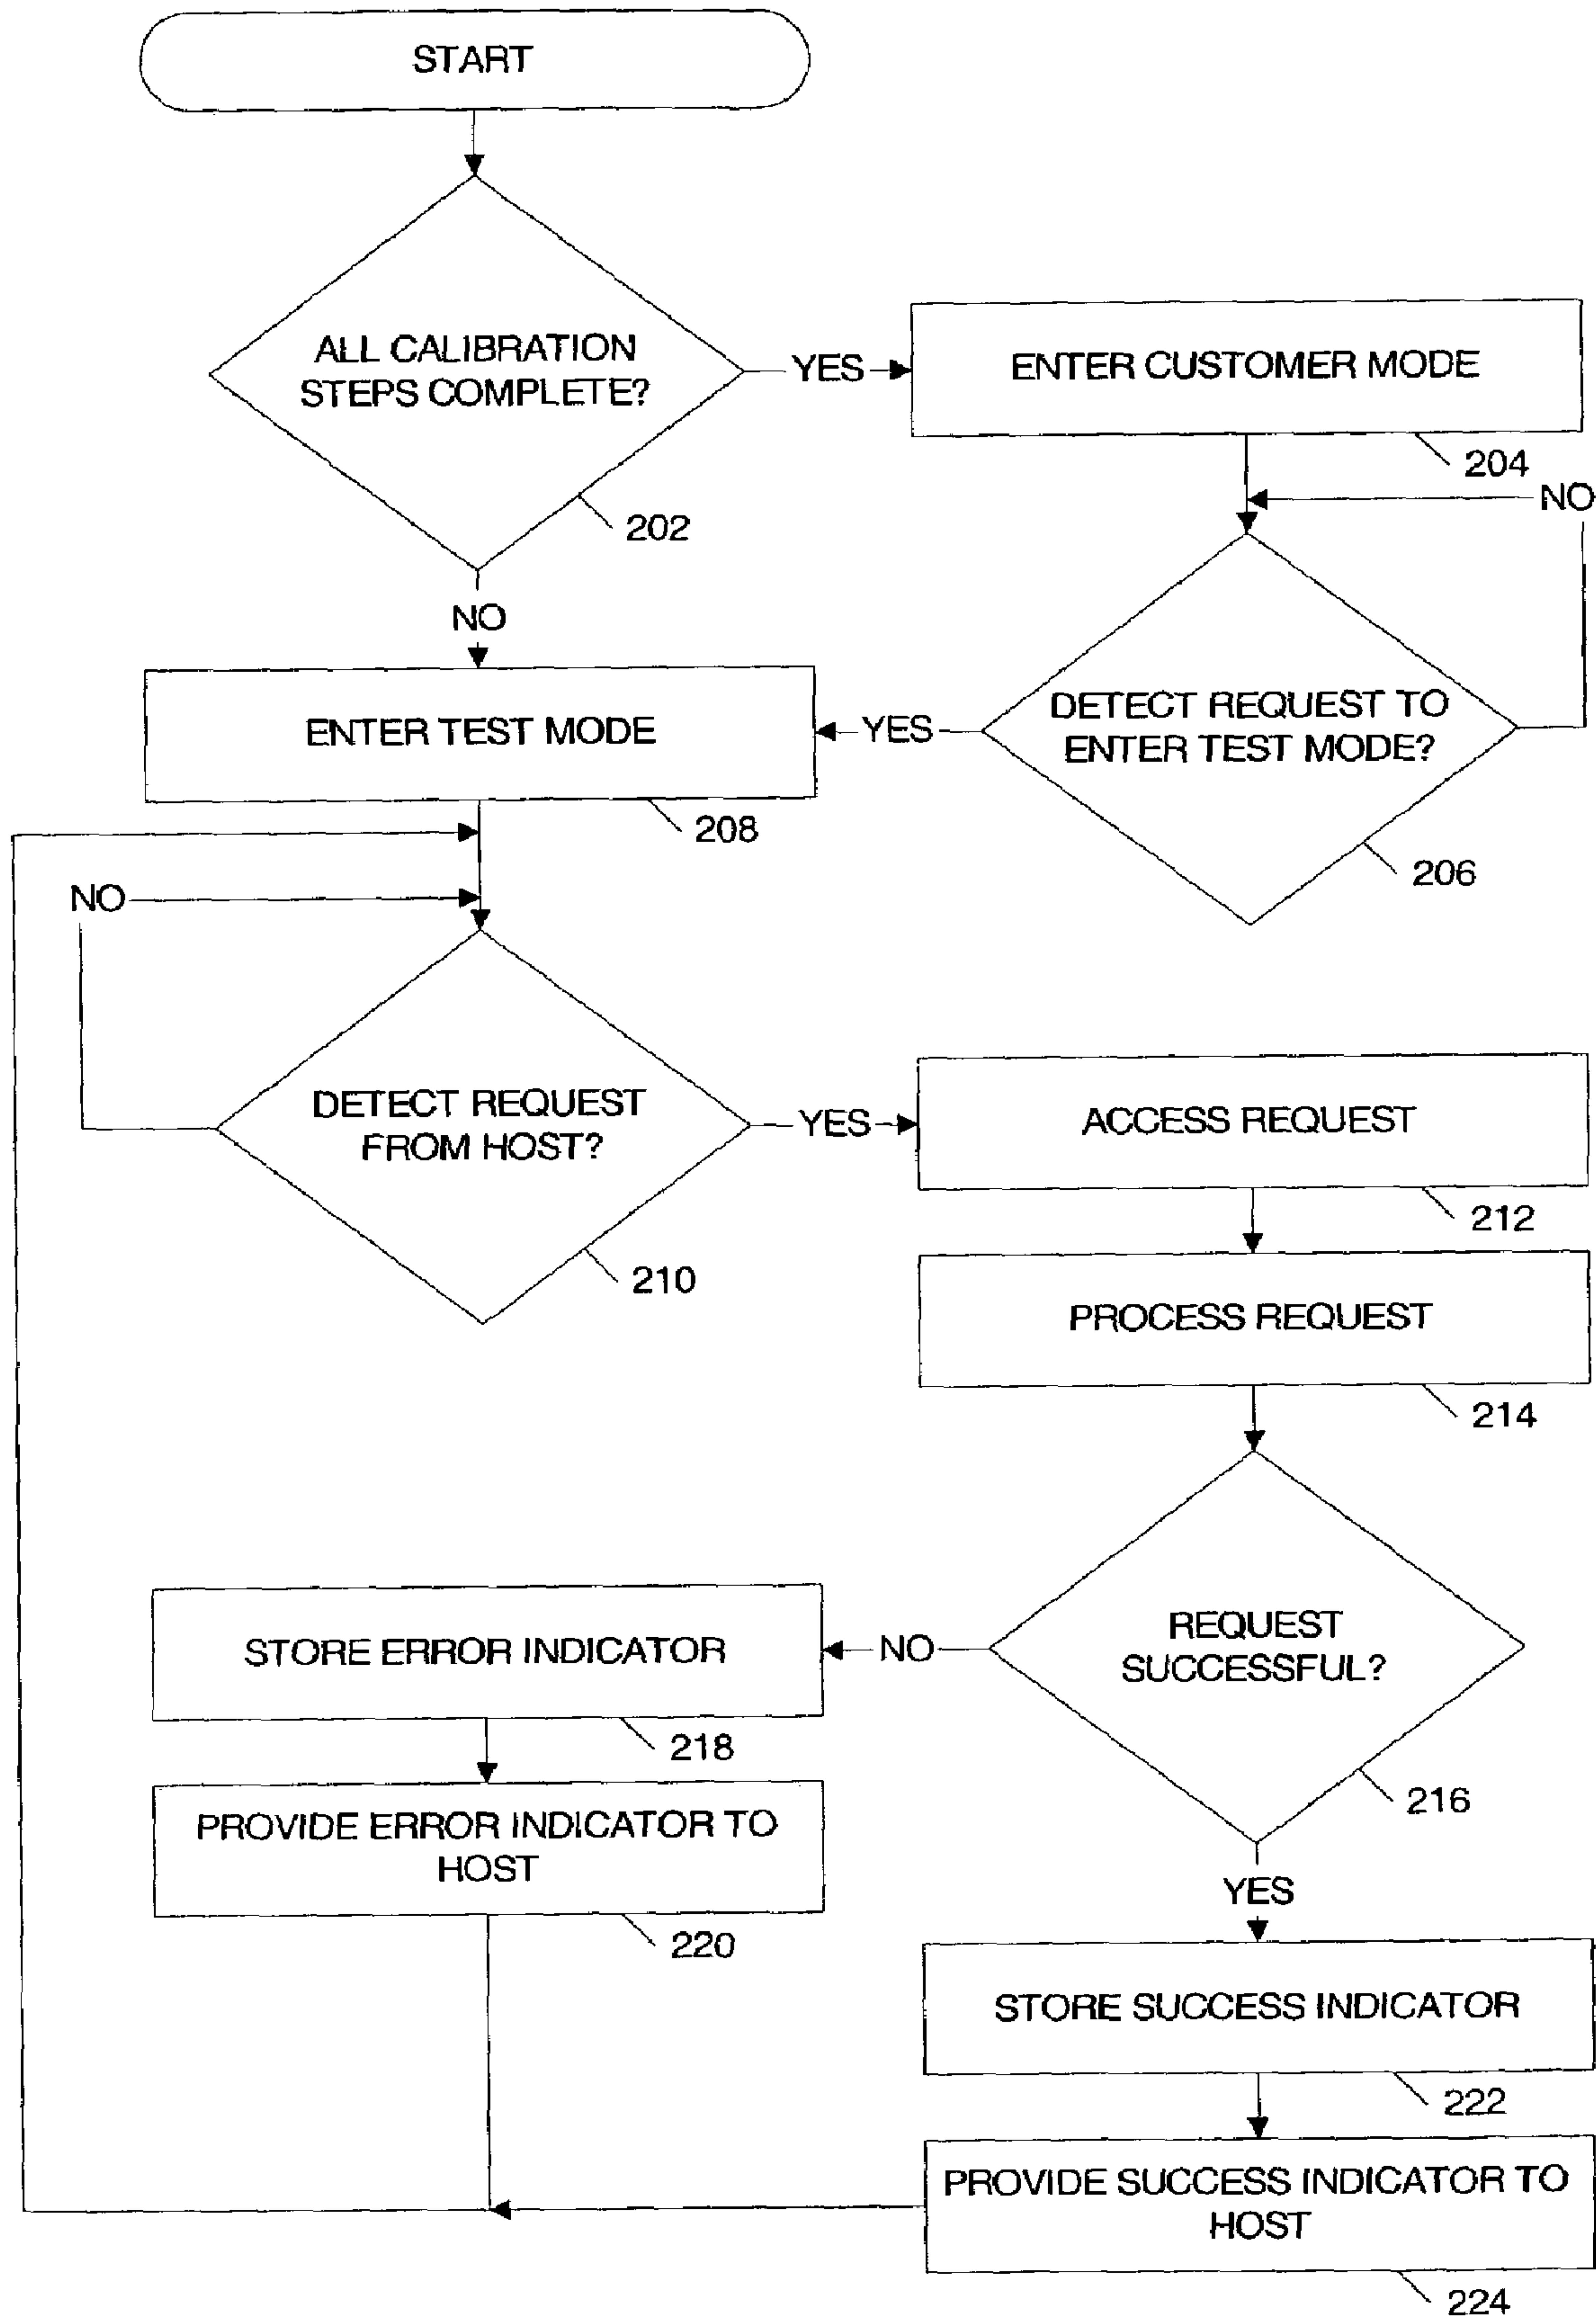 START
ALL CALIBRATION
STEPS COMPLETE?
202
YES
ENTER CUSTOMER MODE
204
NO
NO
DETECT REQUEST TO
ENTER TEST MODE?
206
YES
ENTER TEST MODE
208
NO
DETECT REQUEST
FROM HOST?
210
YES
ACCESS REQUEST
212
PROCESS REQUEST
214
REQUEST
SUCCESSFUL?
216
NO
STORE ERROR INDICATOR
218
PROVIDE ERROR INDICATOR TO
HOST
220
YES
STORE SUCCESS INDICATOR
222
PROVIDE SUCCESS INDICATOR TO
HOST
224